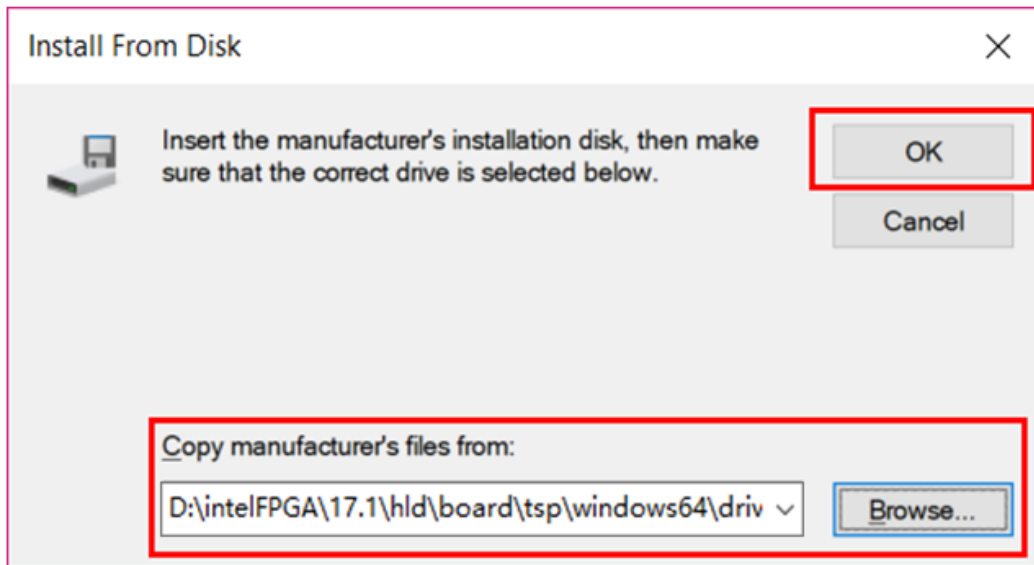 Install From Disk
Insert the manufacturer's installation disk, then make
sure that the correct drive is selected below.
OK
Cancel
Copy manufacturer's files from:
D:\intelFPGA\17.1\hld\board\tsp\windows64\driv
Browse...